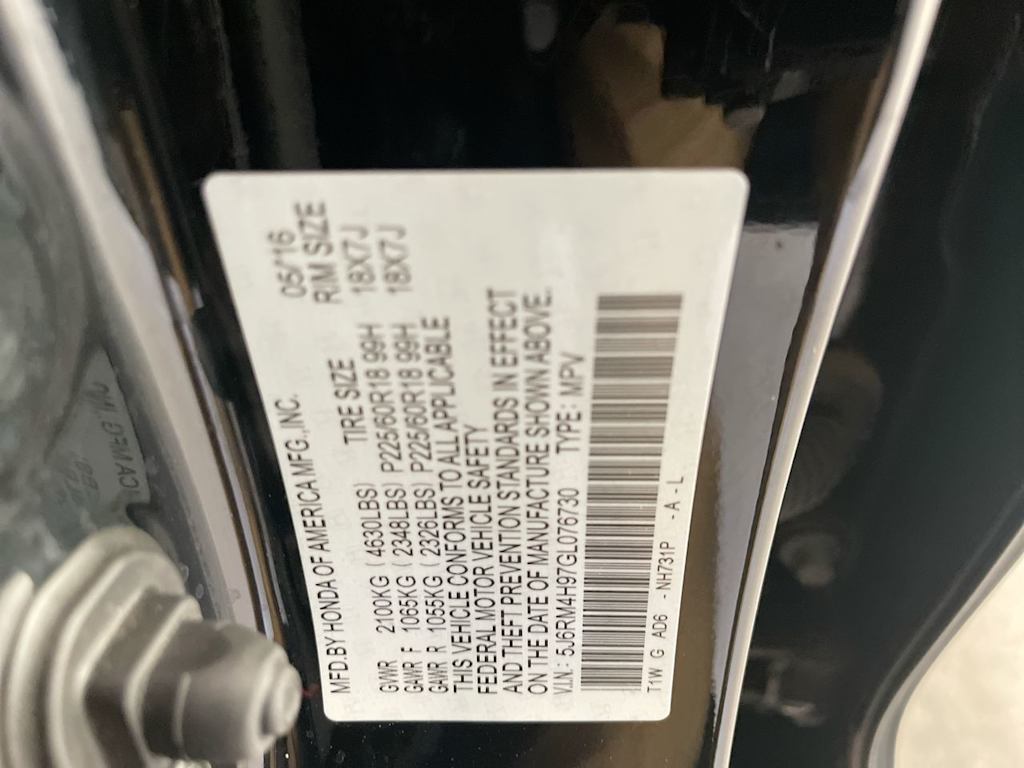 MFD. BY HONDA OF AMERICA MFG., INC. 05/16
GVWR 2100KG ( 4630LBS) TIRE SIZE RIM SIZE
GAWR F 1065KG ( 2348LBS) P225/60R18 99H 18X7J
GAWR R 1055KG ( 2326LBS) P225/60R18 99H 18X7J
THIS VEHICLE CONFORMS TO ALL APPLICABLE
FEDERAL MOTOR VEHICLE SAFETY
AND THEFT PREVENTION STANDARDS IN EFFECT
ON THE DATE OF MANUFACTURE SHOWN ABOVE.
V.I.N.: 5J6RM4H97GL076730 TYPE: MPV
T1W G AD6 - NH731P - A - L